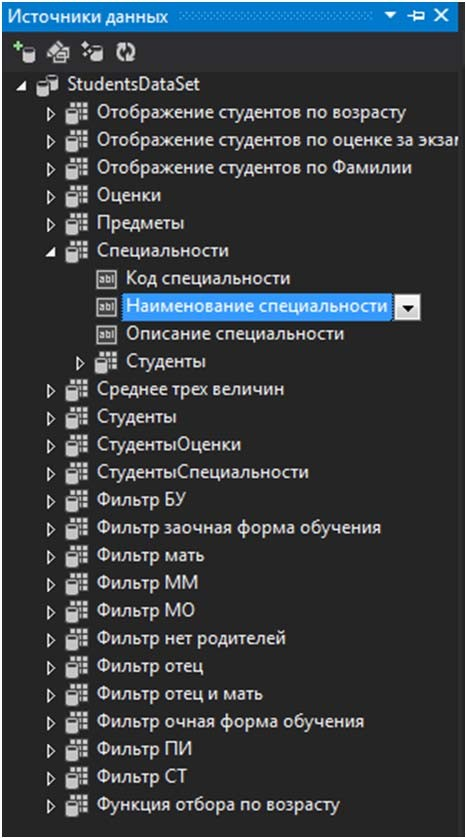 Источники данных
StudentsDataSet
Отображение студентов по возрасту
Отображение студентов по оценке за экза
Отображение студентов по Фамилии
Оценки
Предметы
Специальности
abl Код специальности
abl Наименование специальности
abl Описание специальности
Студенты
Среднее трех величин
Студенты
СтудентыОценки
СтудентыСпециальности
Фильтр БУ
Фильтр заочная форма обучения
Фильтр мать
Фильтр ММ
Фильтр МО
Фильтр нет родителей
Фильтр отец
Фильтр отец и мать
Фильтр очная форма обучения
Фильтр ПИ
Фильтр СТ
Функция отбора по возрасту